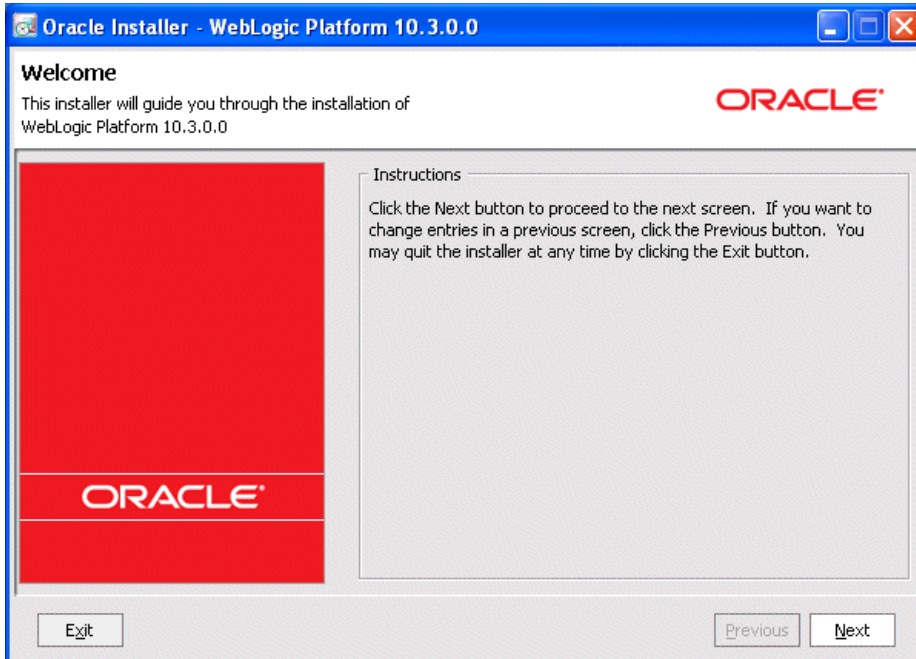 Oracle Installer - WebLogic Platform 10.3.0.0
Welcome
This installer will guide you through the installation of
WebLogic Platform 10.3.0.0
ORACLE
Instructions
Click the Next button to proceed to the next screen. If you want to
change entries in a previous screen, click the Previous button. You
may quit the installer at any time by clicking the Exit button.
ORACLE
Exit
Previous
Next